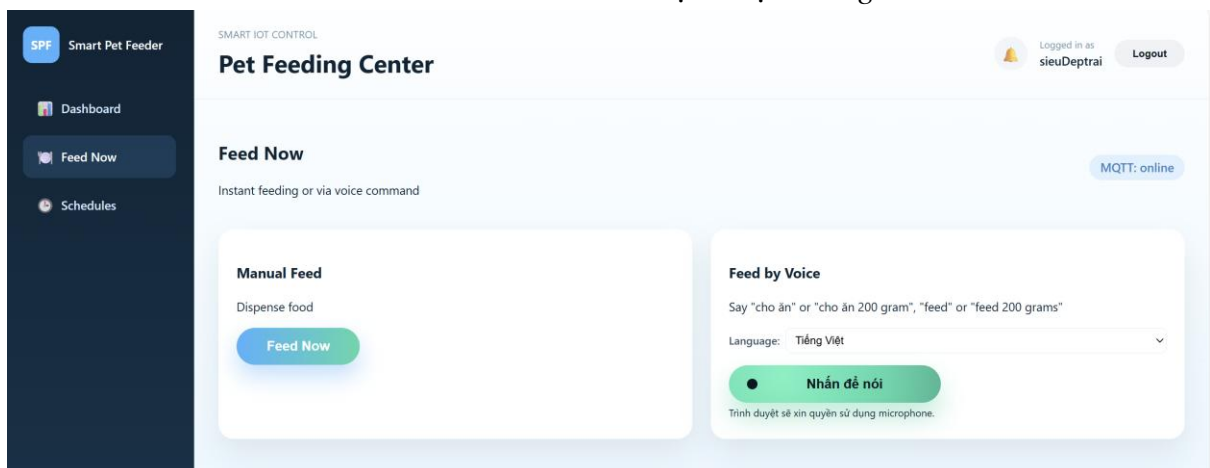 SPF Smart Pet Feeder
Dashboard
Feed Now
Schedules
SMART IOT CONTROL
Pet Feeding Center
Logged in as
sieuDeptrai
Logout
Feed Now
Instant feeding or via voice command
MQTT: online
Manual Feed
Dispense food
Feed Now
Feed by Voice
Say "cho ăn" or "cho ăn 200 gram", "feed" or "feed 200 grams"
Language: Tiếng Việt
Nhấn để nói
Trình duyệt sẽ xin quyền sử dụng microphone.